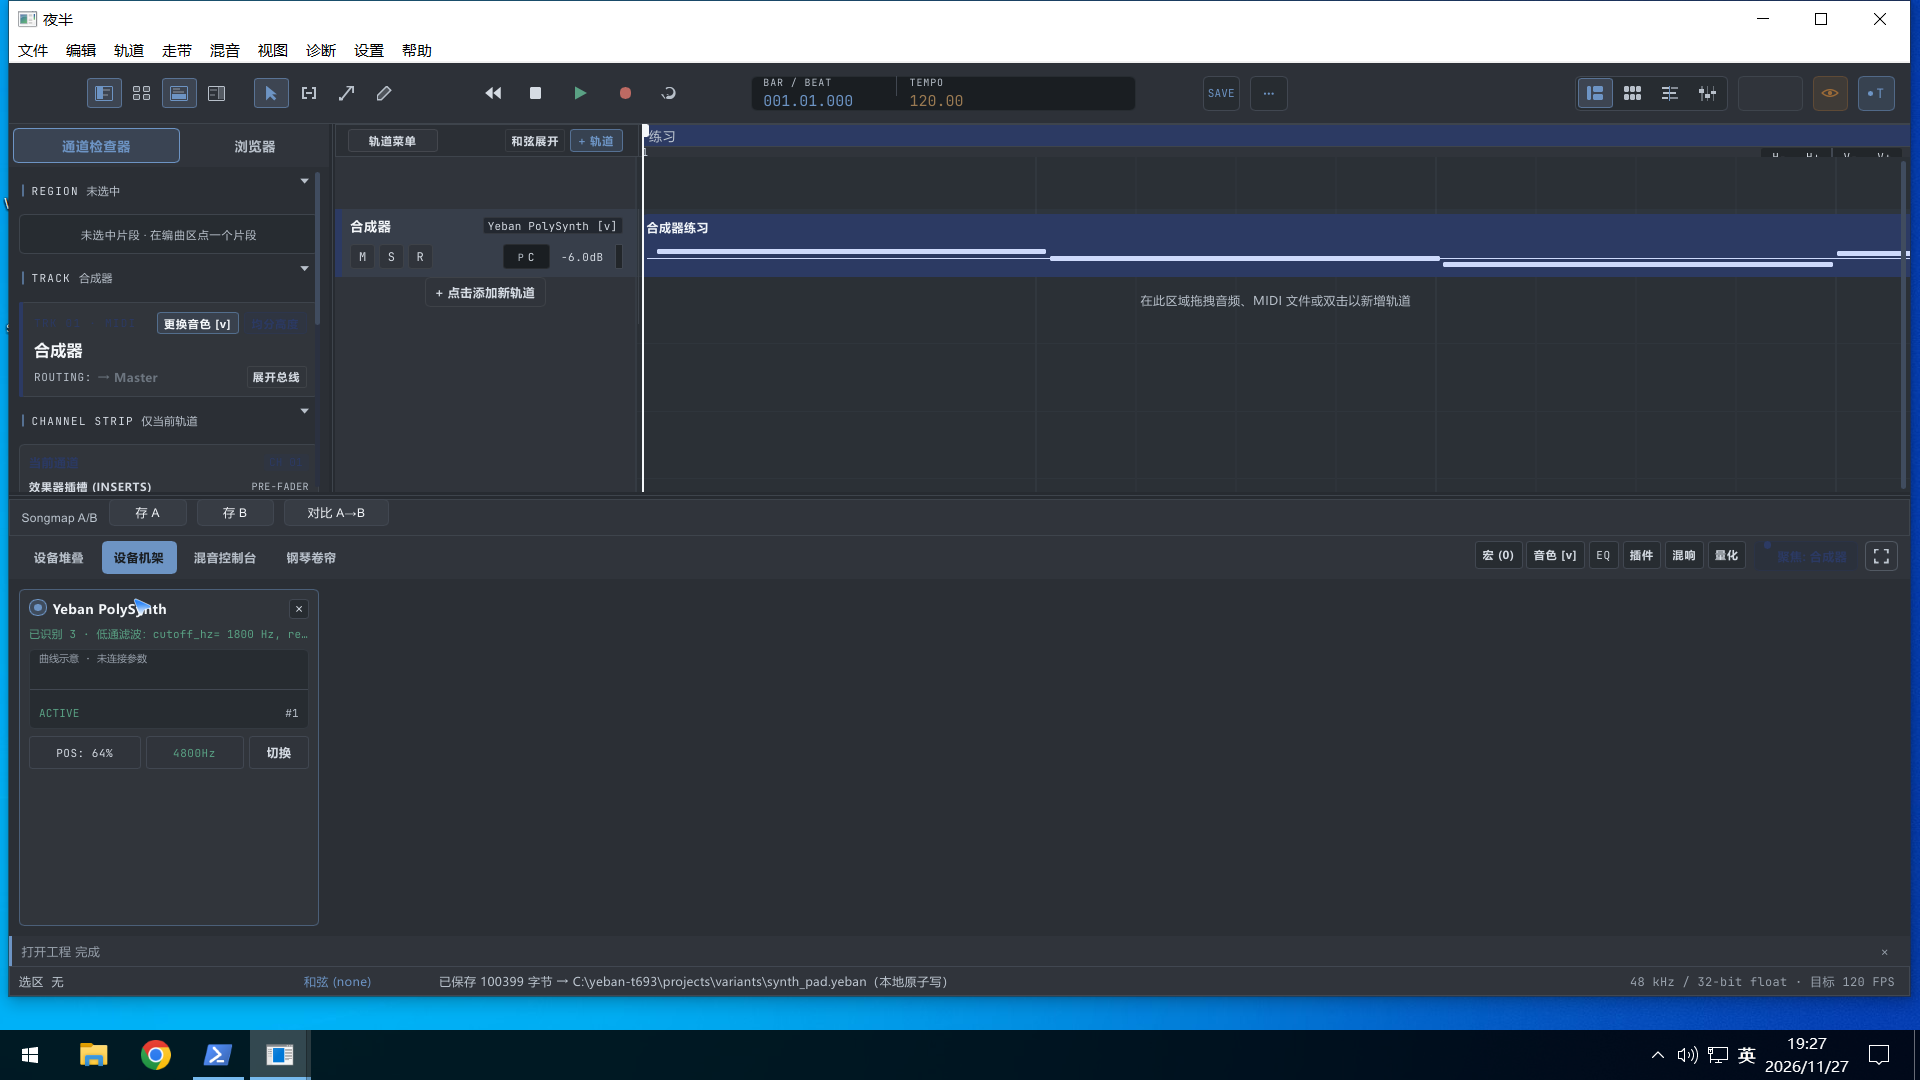 夜半
文件 编辑 轨道 走带 混音 视图 诊断 设置 帮助
BAR / BEAT
001.01.000
TEMPO
120.00
SAVE
...
T
通道检查器 浏览器
REGION 未选中
未选中片段 · 在编曲区点一个片段
TRACK 合成器
更换音色 [v]
合成器
ROUTING: → Master
展开总线
CHANNEL STRIP 仅当前轨道
效果器插槽 (INSERTS)
PRE-FADER
轨道菜单 和弦展开 + 轨道
合成器
Yeban PolySynth [v]
M S R
P C
-6.0dB
+ 点击添加新轨道
练习
1
合成器练习
在此区域拖拽音频、MIDI 文件或双击以新增轨道
Songmap A/B 存 A 存 B 对比 A→B
设备堆叠 设备机架 混音控制台 钢琴卷帘
宏 (0) 音色 [v] EQ 插件 混响 量化 聚焦: 合成器
Yeban PolySynth ×
已识别 3 · 低通滤波: cutoff_hz= 1800 Hz, re…
曲线示意 · 未连接参数
ACTIVE #1
POS: 64% 4800Hz 切换
打开工程 完成 ×
选区 无 和弦 (none) 已保存 100399 字节 → C:\yeban-t693\projects\variants\synth_pad.yeban（本地原子写） 48 kHz / 32-bit float · 目标 120 FPS
英
19:27
2026/11/27